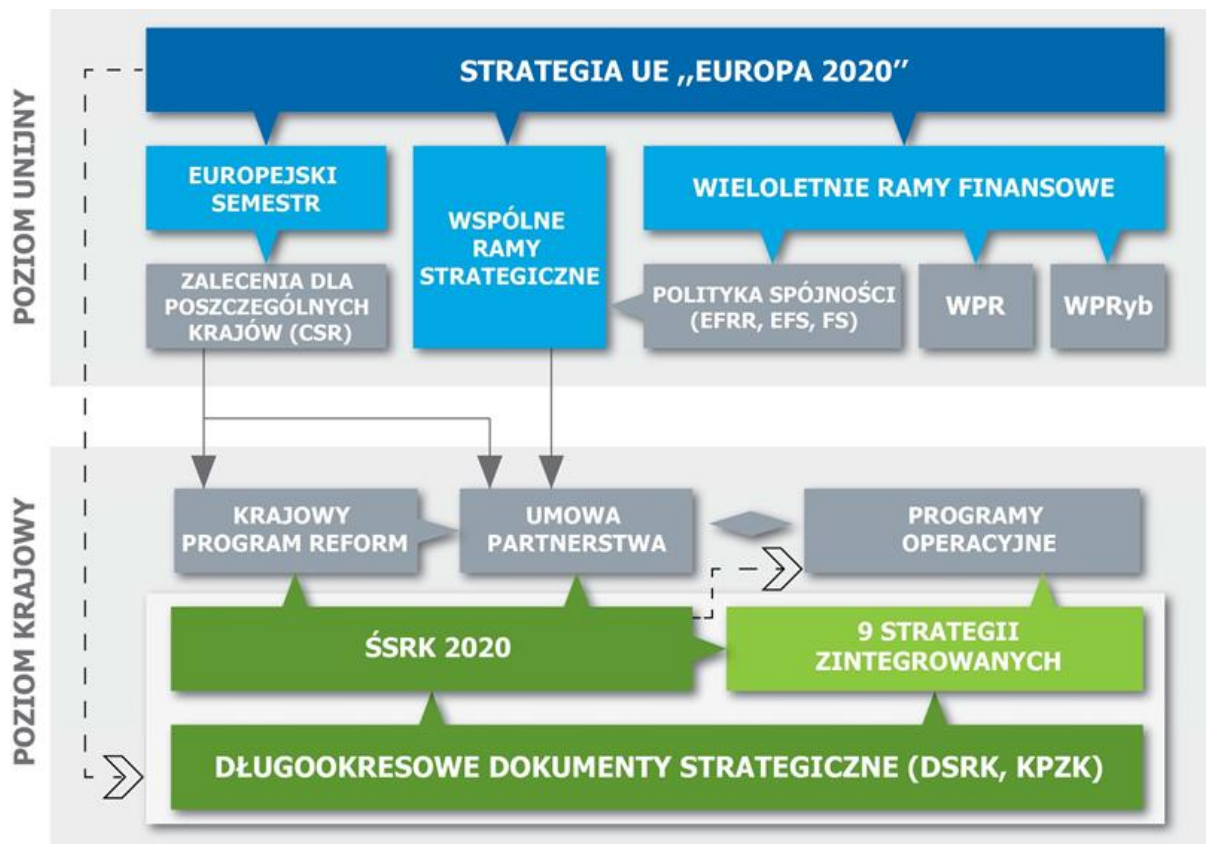 POZIOM UNIJNY
STRATEGIA UE ,,EUROPA 2020”
EUROPEJSKI
SEMESTR
WSPÓLNE
RAMY
STRATEGICZNE
WIELOLETNIE RAMY FINANSOWE
ZALECENIA DLA
POSZCZEGÓLNYCH
KRAJÓW (CSR)
POLITYKA SPÓJNOŚCI
(EFRR, EFS, FS)
WPR
WPRyb
POZIOM KRAJOWY
KRAJOWY
PROGRAM REFORM
UMOWA
PARTNERSTWA
PROGRAMY
OPERACYJNE
ŚSRK 2020
9 STRATEGII
ZINTEGROWANYCH
DŁUGOOKRESOWE DOKUMENTY STRATEGICZNE (DSRK, KPZK)